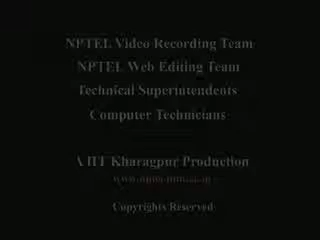 NPTEL Video Recording Team
NPTEL Web Editing Team
Technical Superintendents
Computer Technicians
A IIT Kharagpur Production
Copyrights Reserved